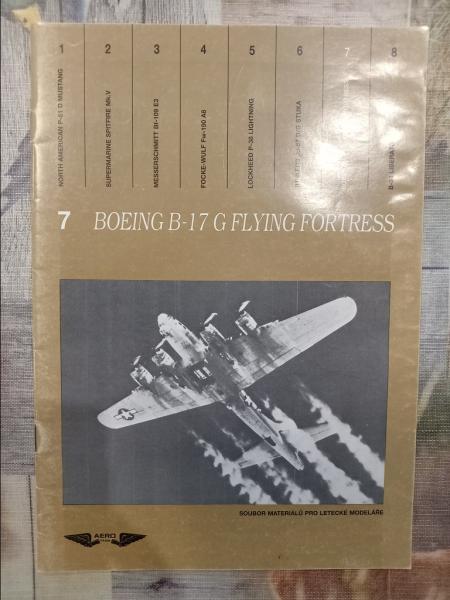 1
2
3
4
5
6
7
8
NORTH AMERICAN P-51 D MUSTANG
SUPERMARINE SPITFIRE Mk.V
MESSERSCHMITT Bf-109 E3
FOCKE-WULF Fw-190 A8
LOCKHEED P-38 LIGHTNING
STUKA
7 BOEING B-17 G FLYING FORTRESS
SOUBOR MATERIÁLŮ PRO LETECKÉ MODELÁŘE
AERO